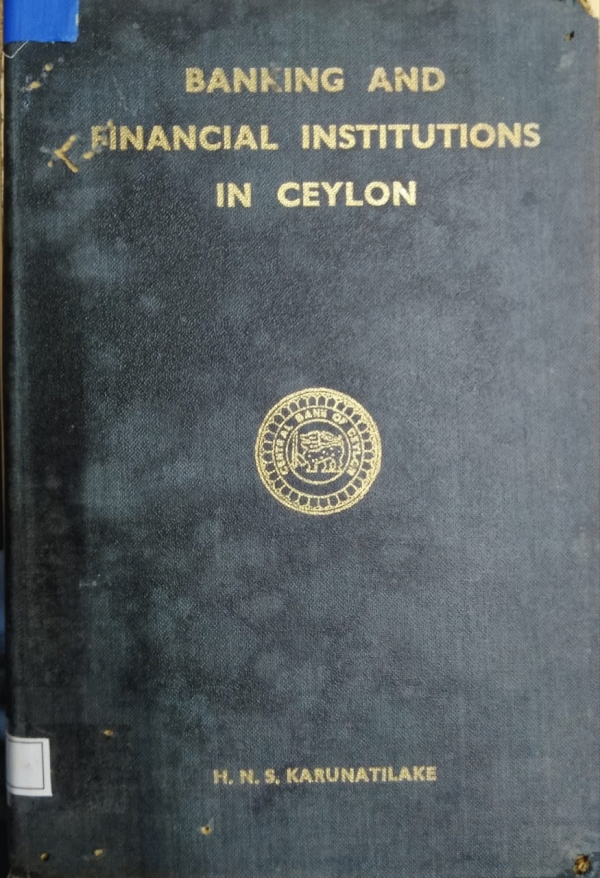 BANKING AND
FINANCIAL INSTITUTIONS
IN CEYLON
CENTRAL BANK OF CEYLON
H. N. S. KARUNATILAKE